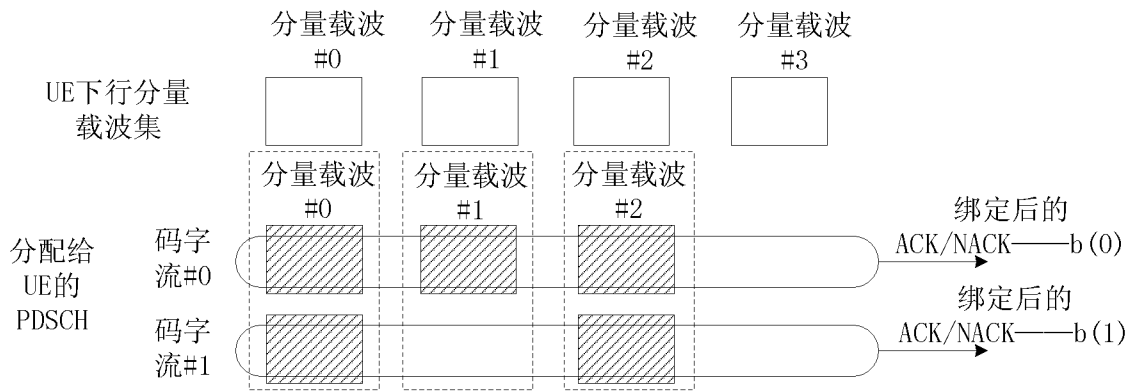 分量载波 分量载波 分量载波 分量载波
#0 #1 #2 #3
UE下行分量
载波集
分量载波 分量载波 分量载波
#0 #1 #2
分配给
UE的
PDSCH
码字
流#0
绑定后的
ACK/NACK——b(0)
码字
流#1
绑定后的
ACK/NACK——b(1)